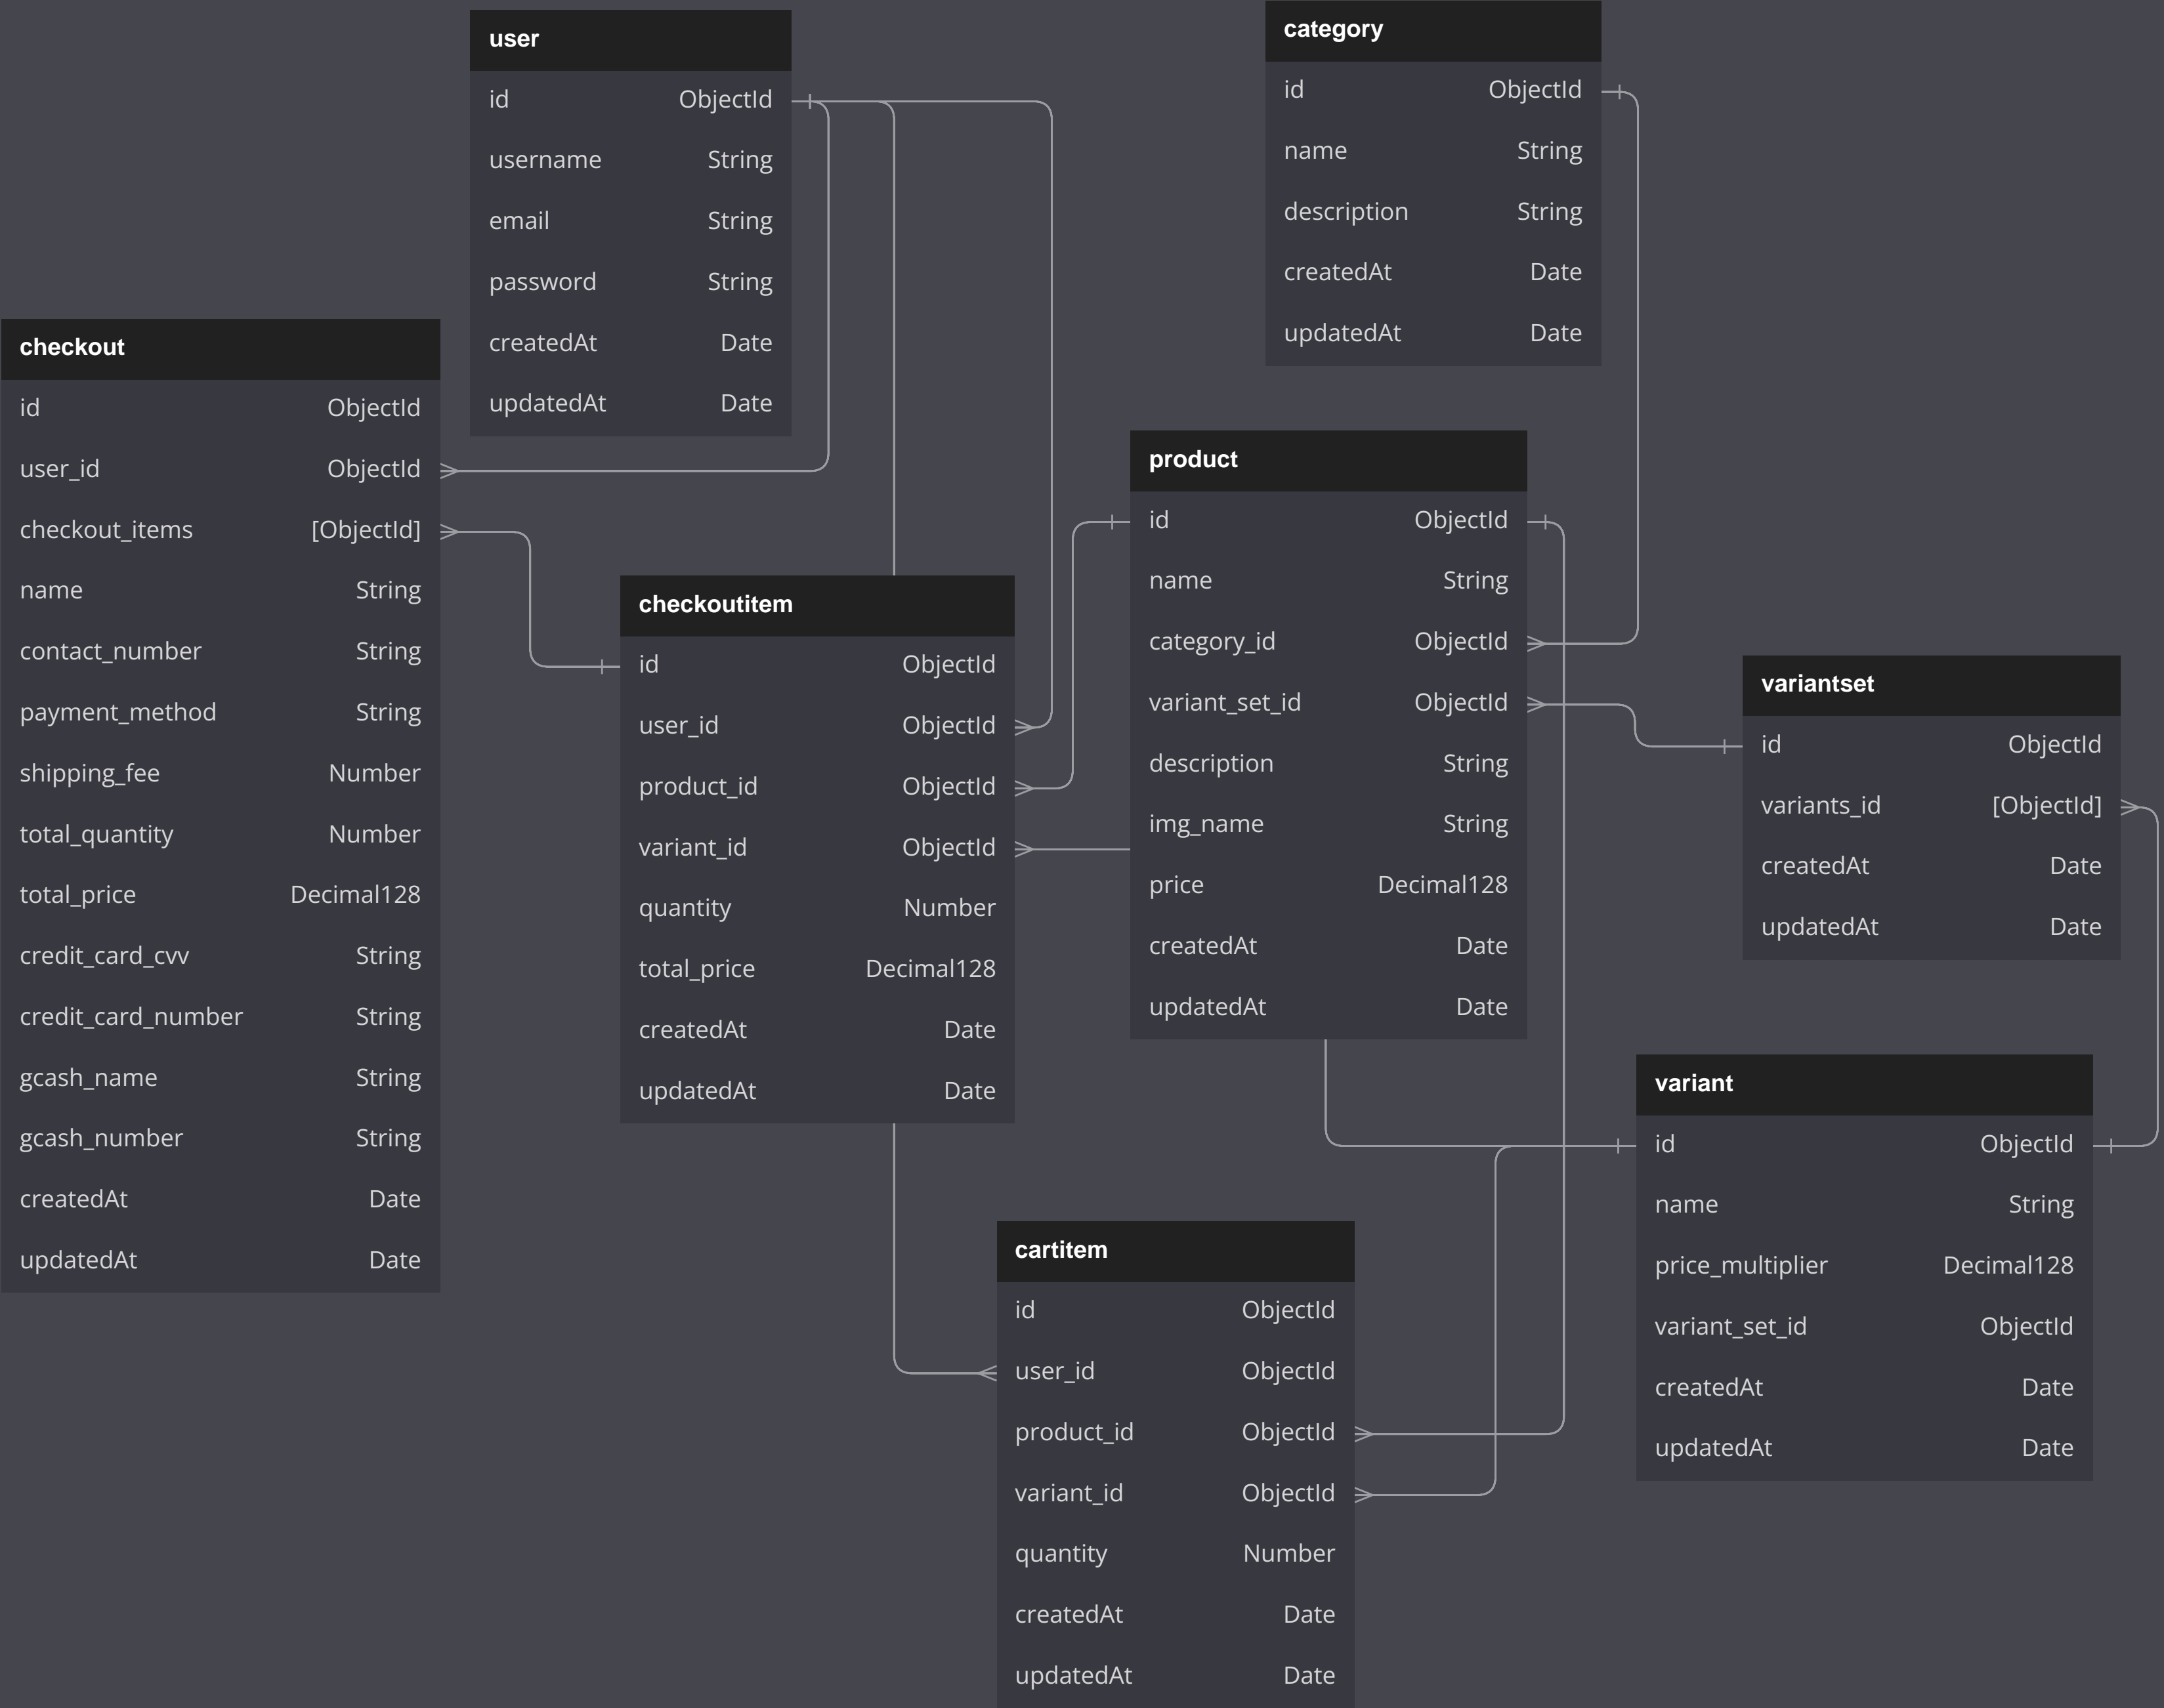 user
id ObjectId
username String
email String
password String
createdAt Date
updatedAt Date
category
id ObjectId
name String
description String
createdAt Date
updatedAt Date
checkout
id ObjectId
user_id ObjectId
checkout_items [ObjectId]
name String
contact_number String
payment_method String
shipping_fee Number
total_quantity Number
total_price Decimal128
credit_card_cvv String
credit_card_number String
gcash_name String
gcash_number String
createdAt Date
updatedAt Date
checkoutitem
id ObjectId
user_id ObjectId
product_id ObjectId
variant_id ObjectId
quantity Number
total_price Decimal128
createdAt Date
updatedAt Date
product
id ObjectId
name String
category_id ObjectId
variant_set_id ObjectId
description String
img_name String
price Decimal128
createdAt Date
updatedAt Date
variantset
id ObjectId
variants_id [ObjectId]
createdAt Date
updatedAt Date
variant
id ObjectId
name String
price_multiplier Decimal128
variant_set_id ObjectId
createdAt Date
updatedAt Date
cartitem
id ObjectId
user_id ObjectId
product_id ObjectId
variant_id ObjectId
quantity Number
createdAt Date
updatedAt Date